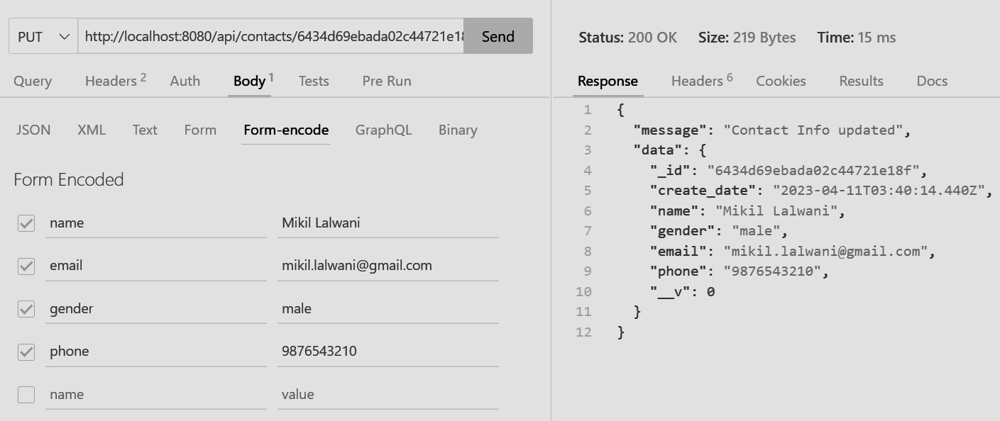 PUT http://localhost:8080/api/contacts/6434d69ebada02c44721e18 Send
Query Headers 2 Auth Body 1 Tests Pre Run
JSON XML Text Form Form-encode GraphQL Binary
Form Encoded
name Mikil Lalwani
email mikil.lalwani@gmail.com
gender male
phone 9876543210
name value
Status: 200 OK Size: 219 Bytes Time: 15 ms
Response Headers 6 Cookies Results Docs
1 {
2 "message": "Contact Info updated",
3 "data": {
4 "_id": "6434d69ebada02c44721e18f",
5 "create_date": "2023-04-11T03:40:14.440Z",
6 "name": "Mikil Lalwani",
7 "gender": "male",
8 "email": "mikil.lalwani@gmail.com",
9 "phone": "9876543210",
10 "__v": 0
11 }
12 }